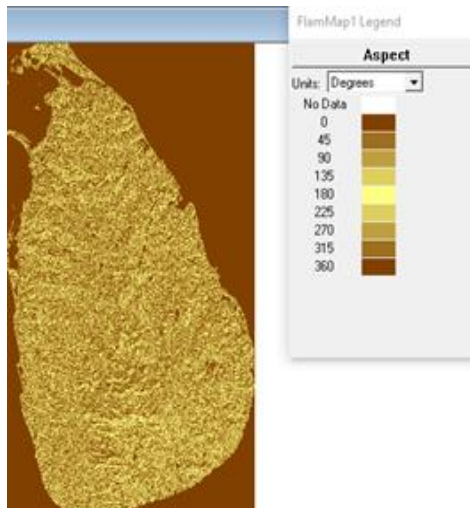 FlamMap1 Legend
Aspect
Units: Degrees
No Data
0
45
90
135
180
225
270
315
360